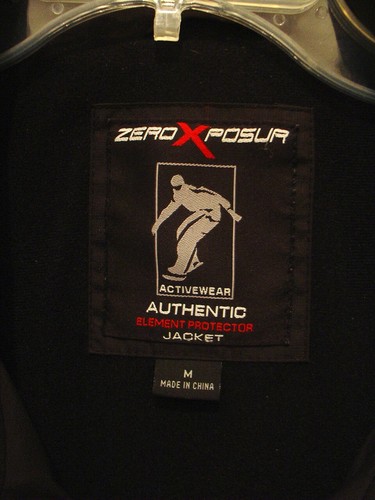 ZEROXPOSUR
ACTIVEWEAR
AUTHENTIC
ELEMENT PROTECTOR
JACKET
M
MADE IN CHINA